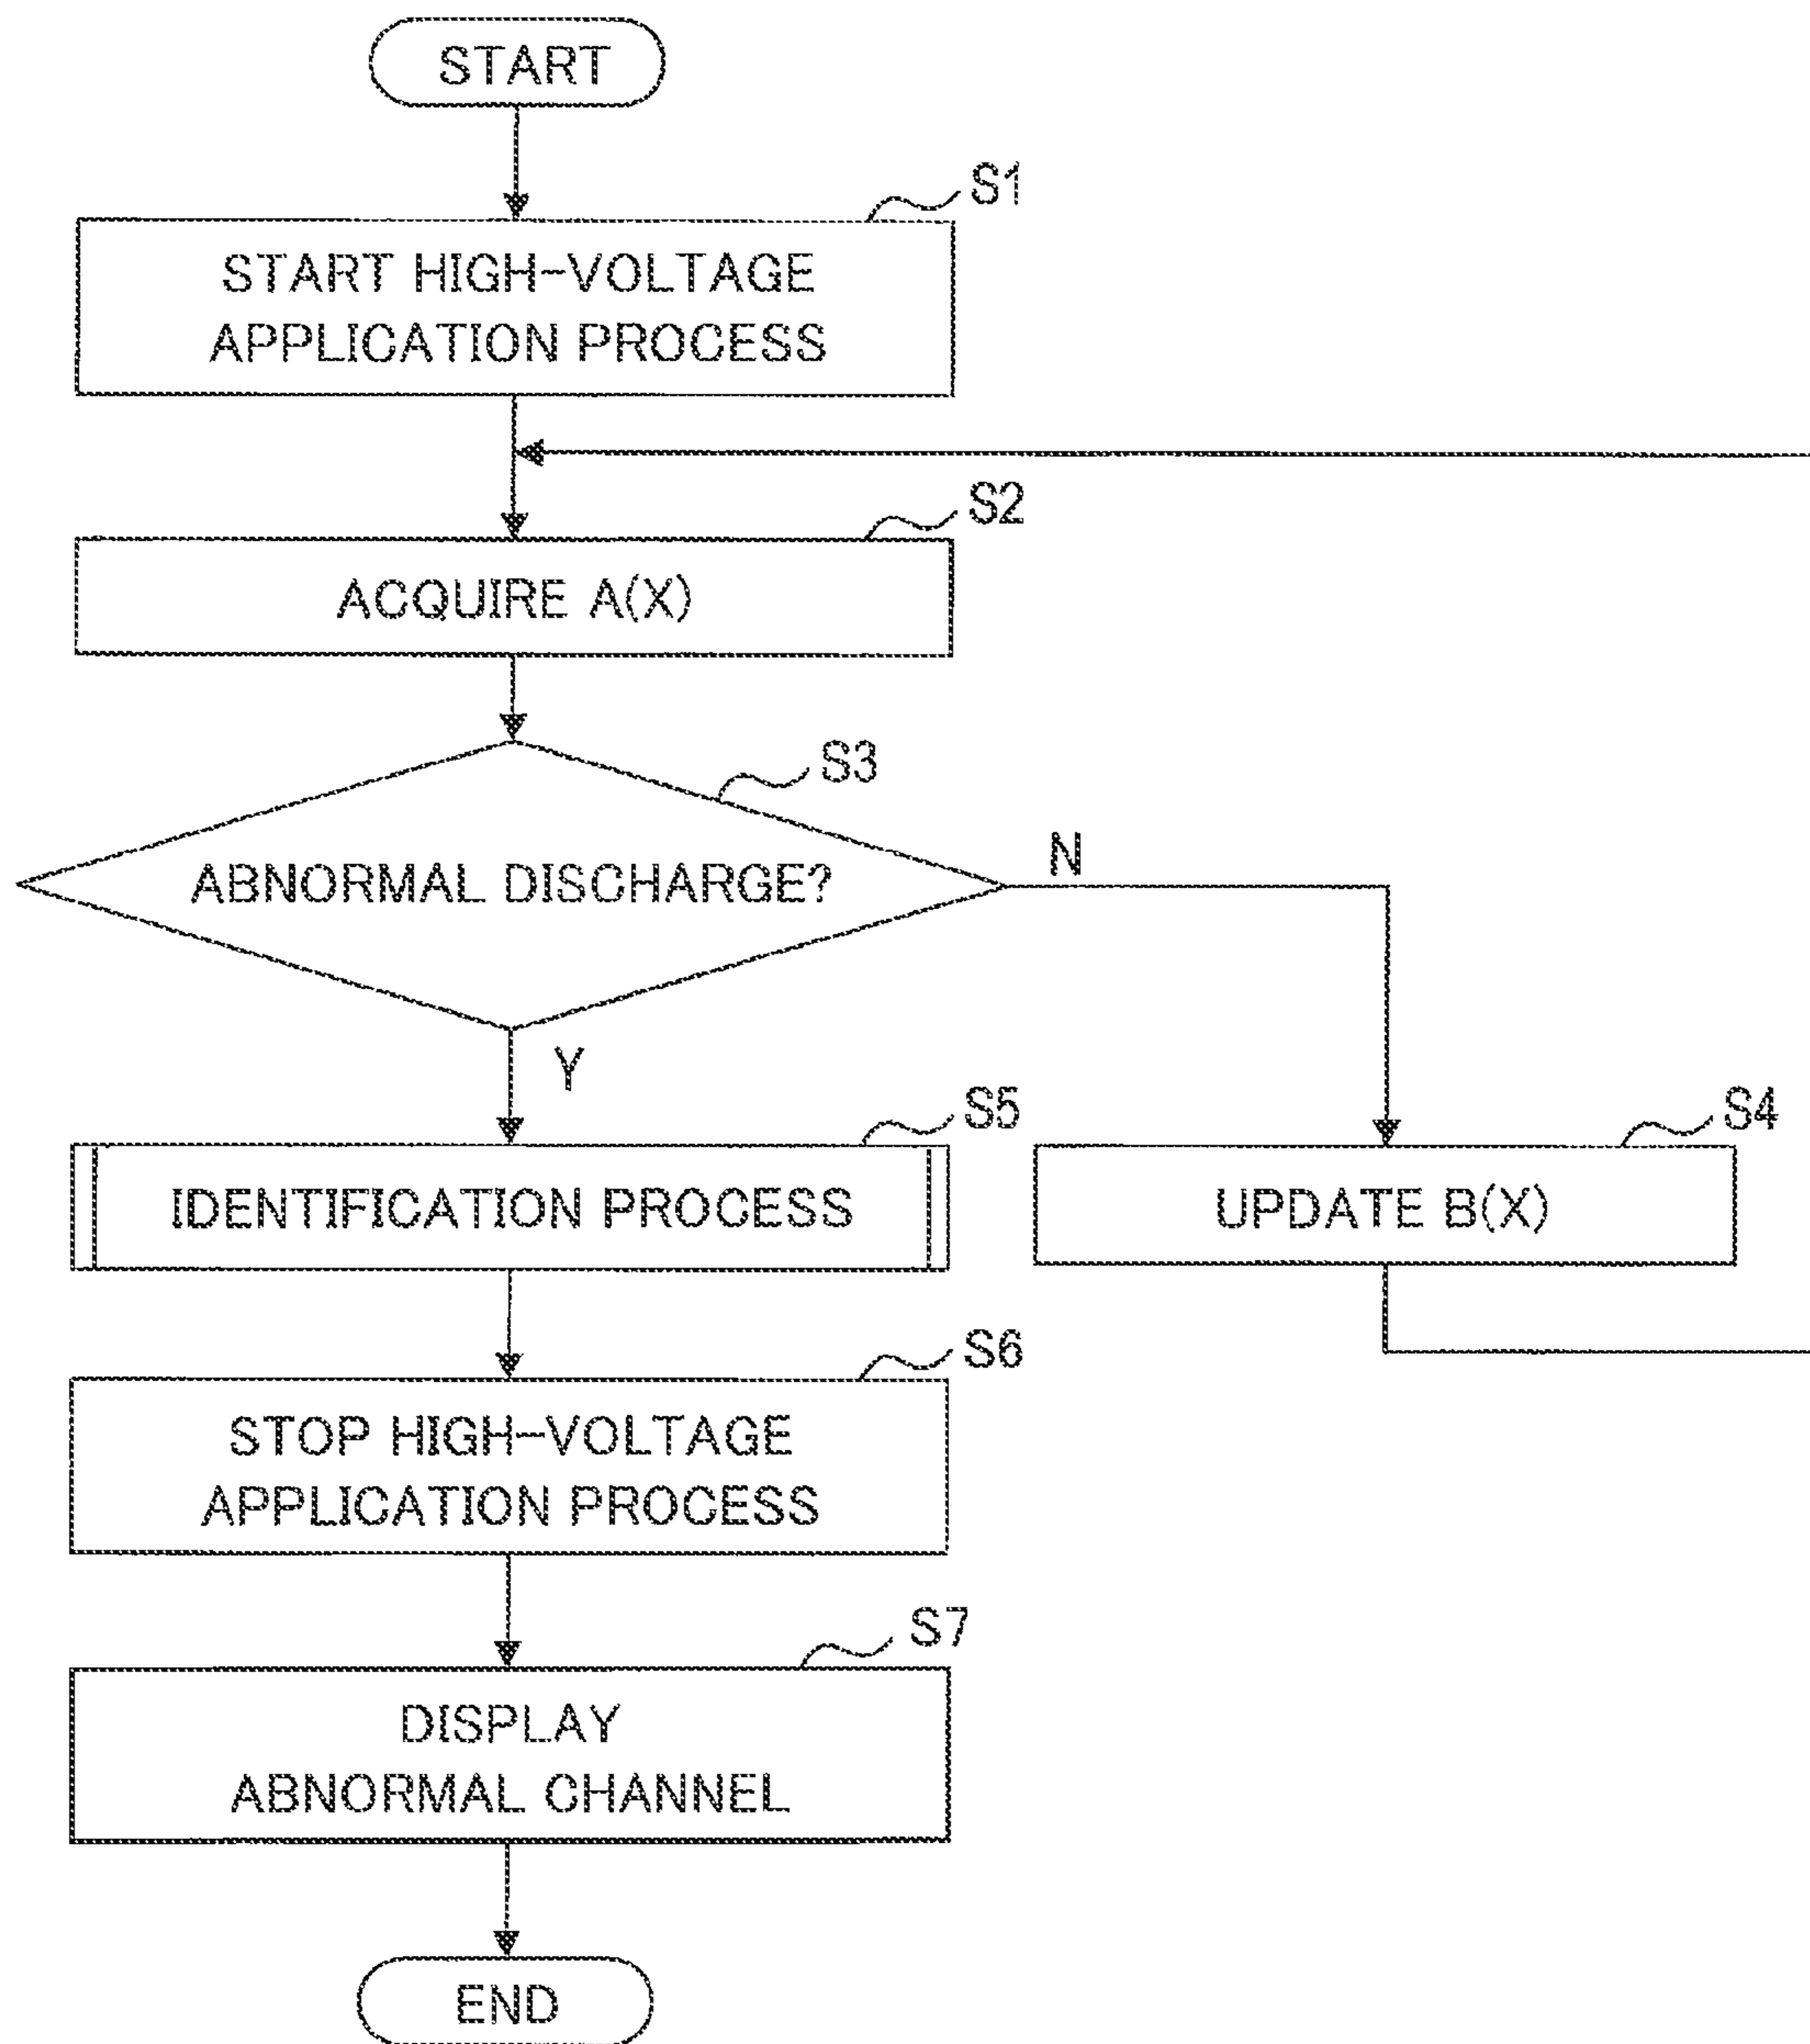 START
S1
START HIGH-VOLTAGE
APPLICATION PROCESS
S2
ACQUIRE A(X)
S3
ABNORMAL DISCHARGE?
N
Y
S5
IDENTIFICATION PROCESS
S4
UPDATE B(X)
S6
STOP HIGH-VOLTAGE
APPLICATION PROCESS
S7
DISPLAY
ABNORMAL CHANNEL
END